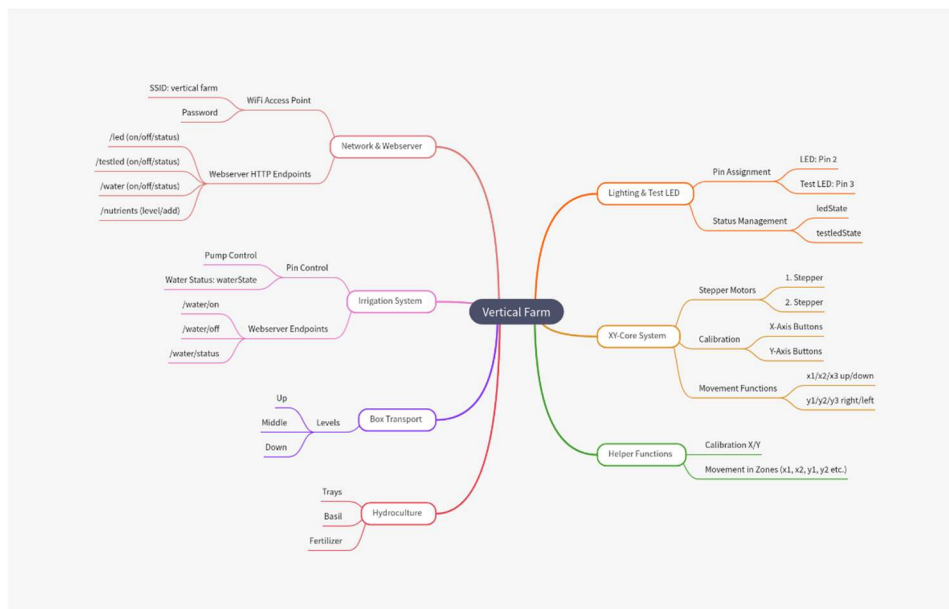 Vertical Farm
Network & Webserver
WiFi Access Point
SSID: vertical farm
Password
Webserver HTTP Endpoints
/led (on/off/status)
/testled (on/off/status)
/water (on/off/status)
/nutrients (level/add)
Irrigation System
Pin Control
Pump Control
Water Status: waterState
Webserver Endpoints
/water/on
/water/off
/water/status
Box Transport
Levels
Up
Middle
Down
Hydroculture
Trays
Basil
Fertilizer
Lighting & Test LED
Pin Assignment
LED: Pin 2
Test LED: Pin 3
Status Management
ledState
testledState
XY-Core System
Stepper Motors
1. Stepper
2. Stepper
Calibration
X-Axis Buttons
Y-Axis Buttons
Movement Functions
x1/x2/x3 up/down
y1/y2/y3 right/left
Helper Functions
Calibration X/Y
Movement in Zones (x1, x2, y1, y2 etc.)